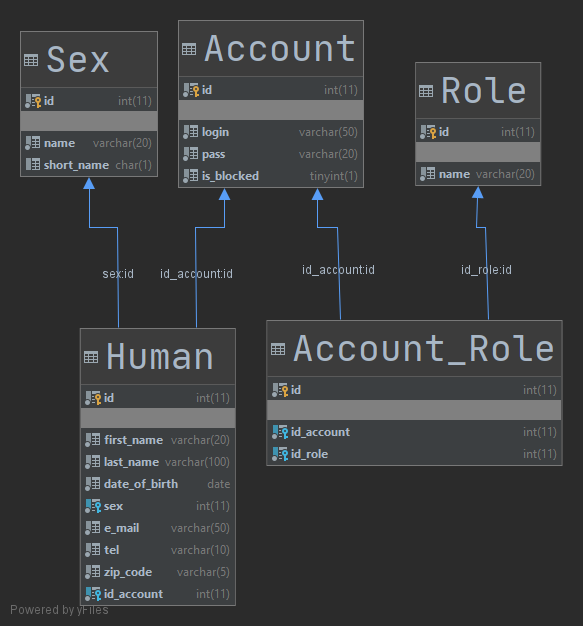 Sex
id int(11)
name varchar(20)
short_name char(1)
Account
id int(11)
login varchar(50)
pass varchar(20)
is_blocked tinyint(1)
Role
id int(11)
name varchar(20)
sex:id
id_account:id
id_account:id
id_role:id
Human
id int(11)
first_name varchar(20)
last_name varchar(100)
date_of_birth date
sex int(11)
e_mail varchar(50)
tel varchar(10)
zip_code varchar(5)
id_account int(11)
Account_Role
id int(11)
id_account int(11)
id_role int(11)
Powered by yFiles